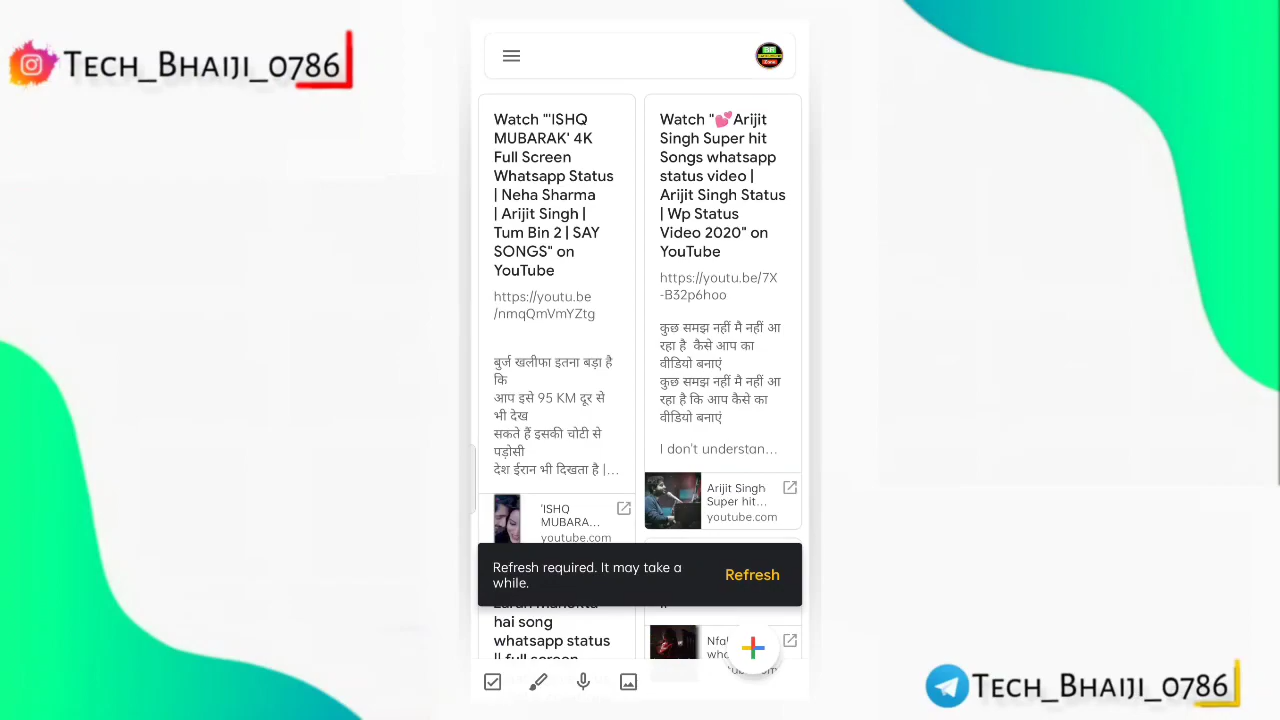 Tech_Bhaiji_0786
Watch "'ISHQ
MUBARAK' 4K
Full Screen
Whatsapp Status
| Neha Sharma
| Arijit Singh |
Tum Bin 2 | SAY
SONGS" on
YouTube
https://youtu.be
/nmqQmVmYZtg
बुर्ज खलीफा इतना बड़ा है
कि
आप इसे 95 KM दूर से
भी देख
सकते हैं इसकी चोटी से
पड़ोसी
देश ईरान भी दिखता है |...
'ISHQ
MUBARA...
youtube.com
hai song
whatsapp status
|| full screen
Watch "💕Arijit
Singh Super hit
Songs whatsapp
status video |
Arijit Singh Status
| Wp Status
Video 2020" on
YouTube
https://youtu.be/7X
-B32p6hoo
कुछ समझ नहीं मै नहीं आ
रहा है कैसे आप का
वीडियो बनाएं
कुछ समझ नहीं मै नहीं आ
रहा है कि आप कैसे का
वीडियो बनाएं
I don't understan...
Arijit Singh
Super hit...
youtube.com
Refresh required. It may take a
while.
Refresh
Tech_Bhaiji_0786